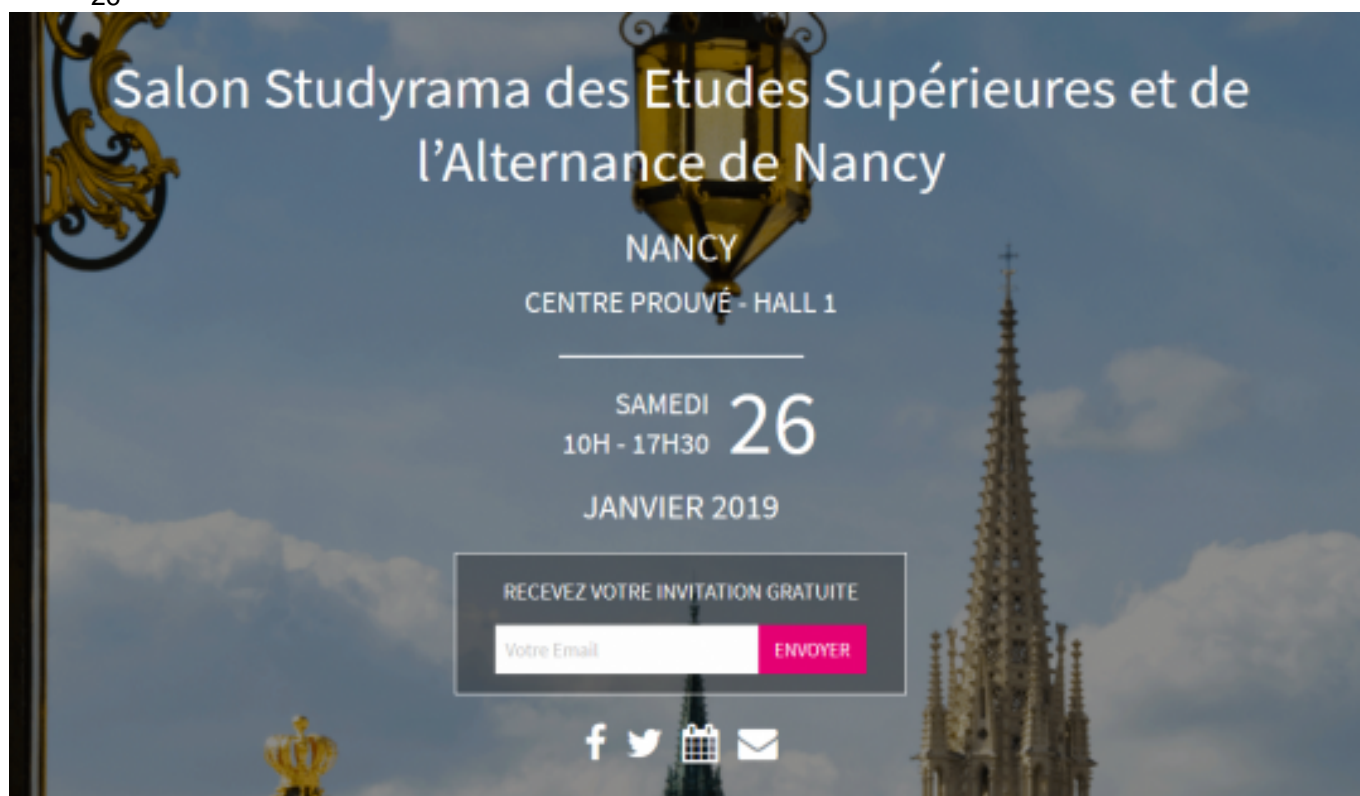 Salon Studyrama des Etudes Supérieures et de
l'Alternance de Nancy
NANCY
CENTRE PROUVÉ - HALL 1
SAMEDI 26
10H - 17H30
JANVIER 2019
RECEVEZ VOTRE INVITATION GRATUITE
Votre Email ENVOYER